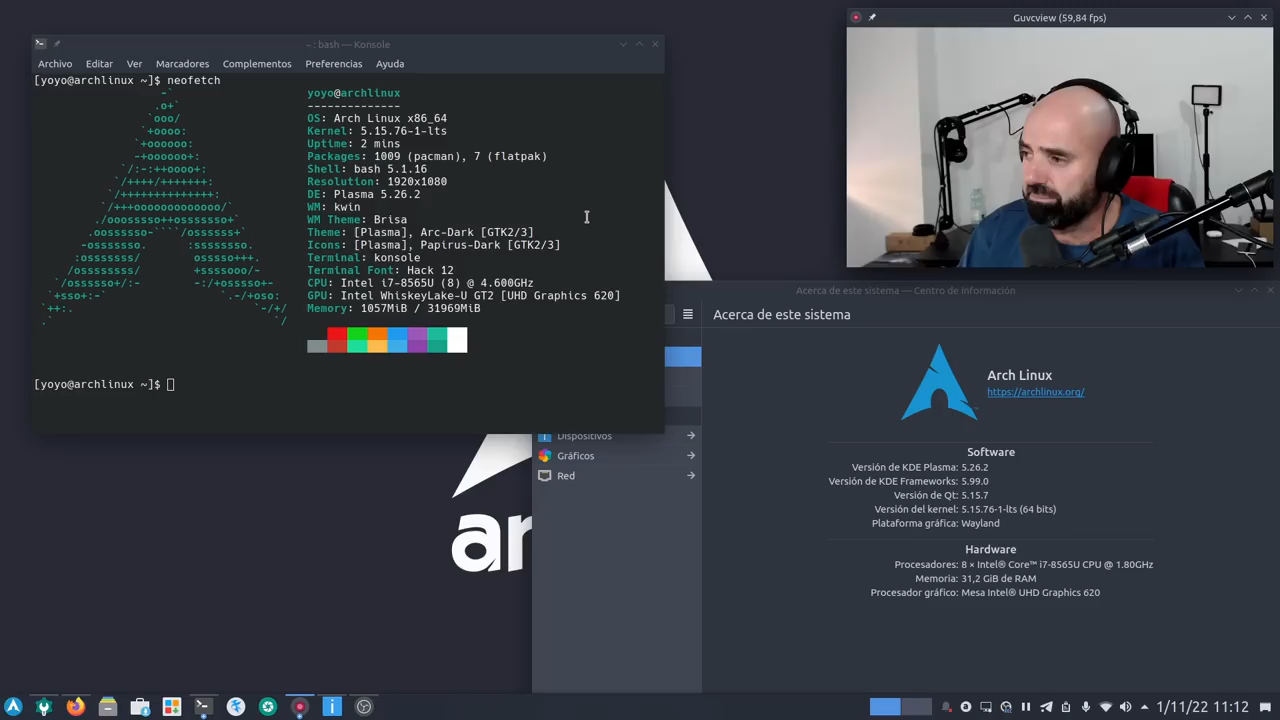 Guvcview (59,84 fps)
~ : bash — Konsole
Archivo Editar Ver Marcadores Complementos Preferencias Ayuda
[yoyo@archlinux ~]$ neofetch
yoyo@archlinux
--------------
OS: Arch Linux x86_64
Kernel: 5.15.76-1-lts
Uptime: 2 mins
Packages: 1009 (pacman), 7 (flatpak)
Shell: bash 5.1.16
Resolution: 1920x1080
DE: Plasma 5.26.2
WM: kwin
WM Theme: Brisa
Theme: [Plasma], Arc-Dark [GTK2/3]
Icons: [Plasma], Papirus-Dark [GTK2/3]
Terminal: konsole
Terminal Font: Hack 12
CPU: Intel i7-8565U (8) @ 4.600GHz
GPU: Intel WhiskeyLake-U GT2 [UHD Graphics 620]
Memory: 1057MiB / 31969MiB
[yoyo@archlinux ~]$
Acerca de este sistema — Centro de información
Acerca de este sistema
Arch Linux
https://archlinux.org/
Dispositivos
Gráficos
Red
Software
Versión de KDE Plasma: 5.26.2
Versión de KDE Frameworks: 5.99.0
Versión de Qt: 5.15.7
Versión del kernel: 5.15.76-1-lts (64 bits)
Plataforma gráfica: Wayland
Hardware
Procesadores: 8 × Intel® Core™ i7-8565U CPU @ 1.80GHz
Memoria: 31,2 GiB de RAM
Procesador gráfico: Mesa Intel® UHD Graphics 620
ar
1/11/22 11:12